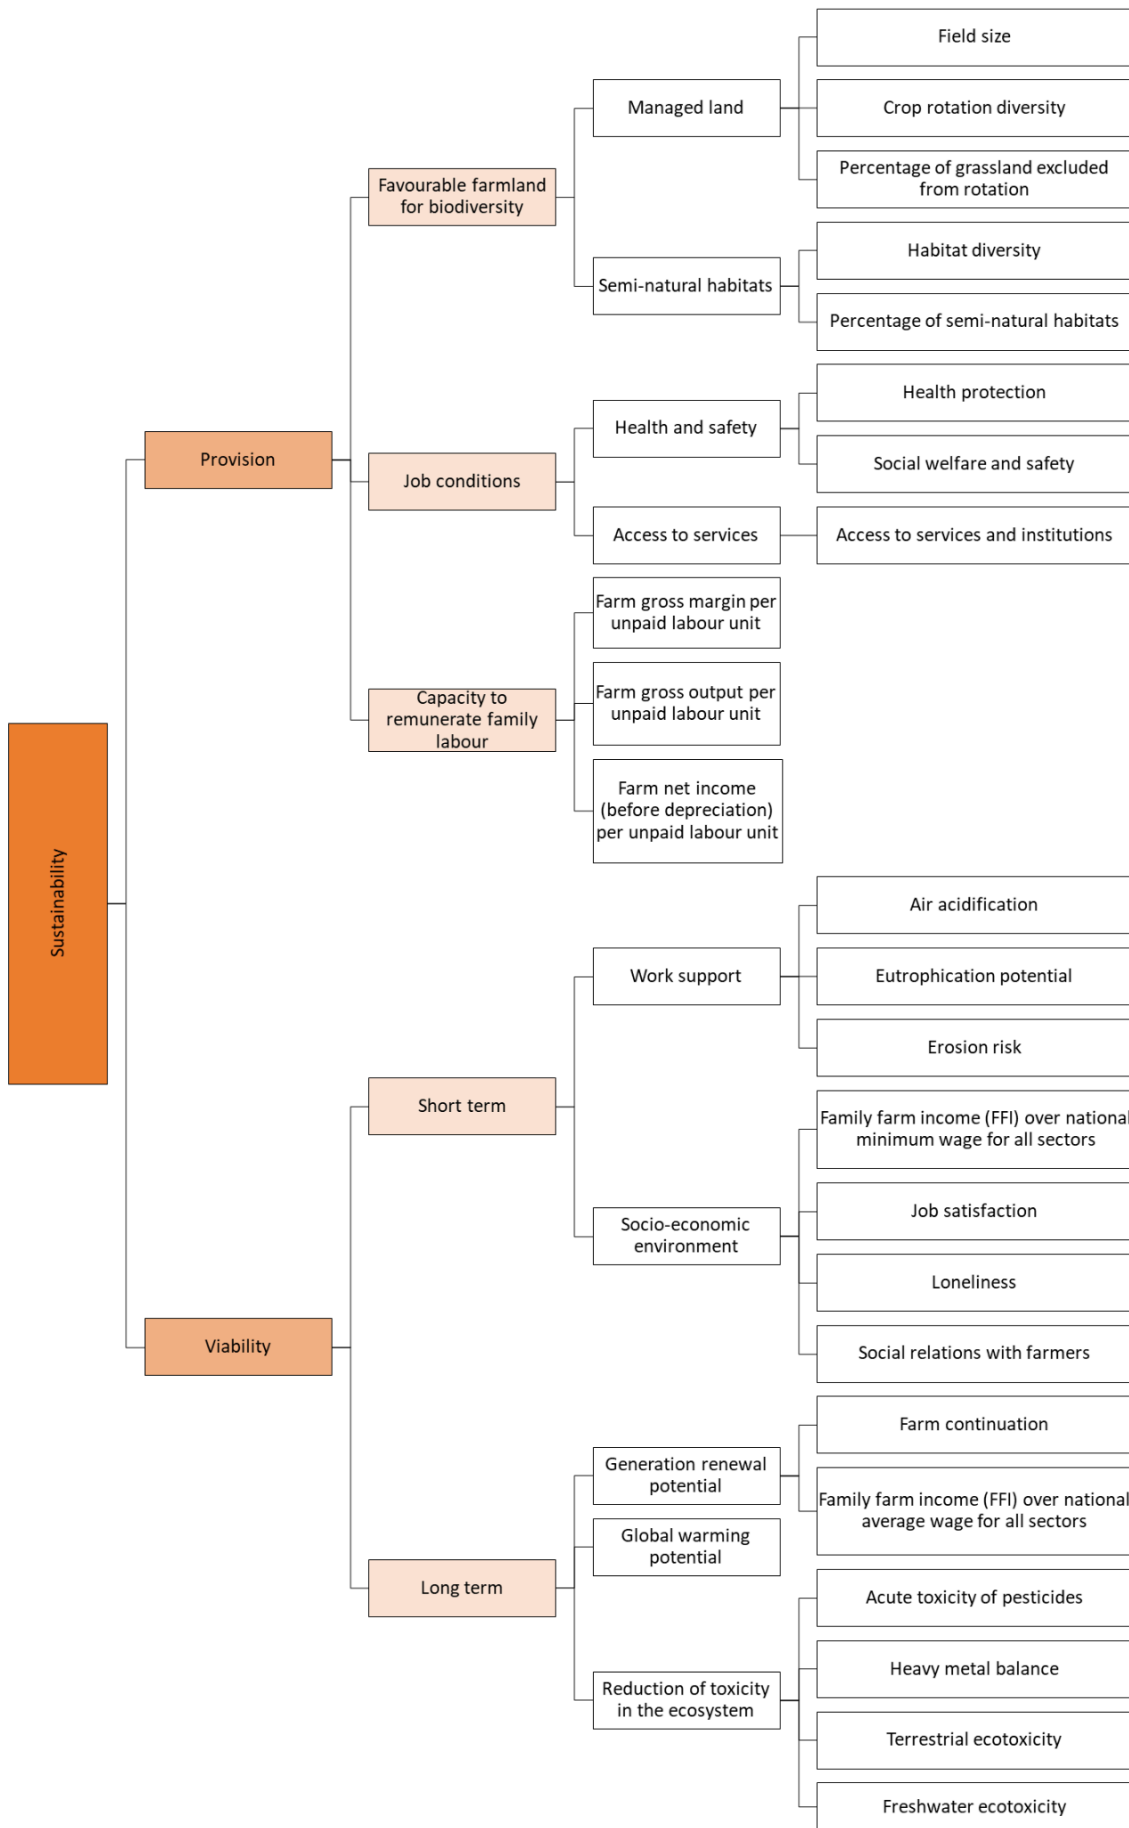 Field size
Managed land
Crop rotation diversity
Percentage of grassland excluded
from rotation
Favourable farmland
for biodiversity
Habitat diversity
Semi-natural habitats
Percentage of semi-natural habitats
Health protection
Health and safety
Provision
Social welfare and safety
Job conditions
Access to services
Access to services and institutions
Farm gross margin per
unpaid labour unit
Farm gross output per
unpaid labour unit
Capacity to
remunerate family
labour
Farm net income
(before depreciation)
per unpaid labour unit
Sustainability
Air acidification
Work support
Eutrophication potential
Erosion risk
Short term
Family farm income (FFI) over national
minimum wage for all sectors
Job satisfaction
Socio-economic
environment
Loneliness
Viability
Social relations with farmers
Farm continuation
Generation renewal
potential
Family farm income (FFI) over national
average wage for all sectors
Global warming
potential
Long term
Acute toxicity of pesticides
Heavy metal balance
Reduction of toxicity
in the ecosystem
Terrestrial ecotoxicity
Freshwater ecotoxicity